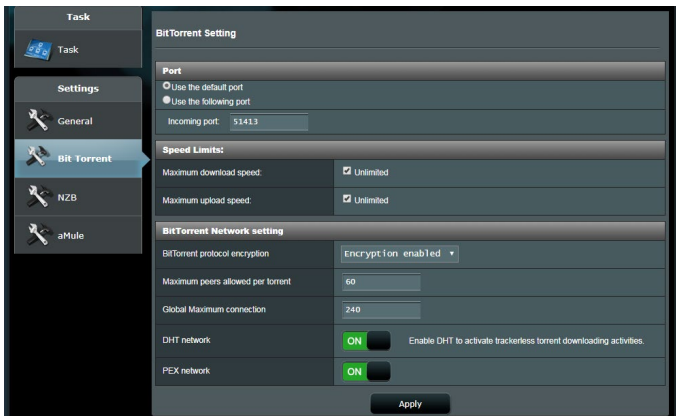 Task
Task
Settings
General
Bit Torrent
NZB
aMule
BitTorrent Setting
Port
Use the default port
Use the following port
Incoming port: 51413
Speed Limits:
Maximum download speed: Unlimited
Maximum upload speed: Unlimited
BitTorrent Network setting
BitTorrent protocol encryption Encryption enabled
Maximum peers allowed per torrent 60
Global Maximum connection 240
DHT network ON Enable DHT to activate trackerless torrent downloading activities.
PEX network ON
Apply